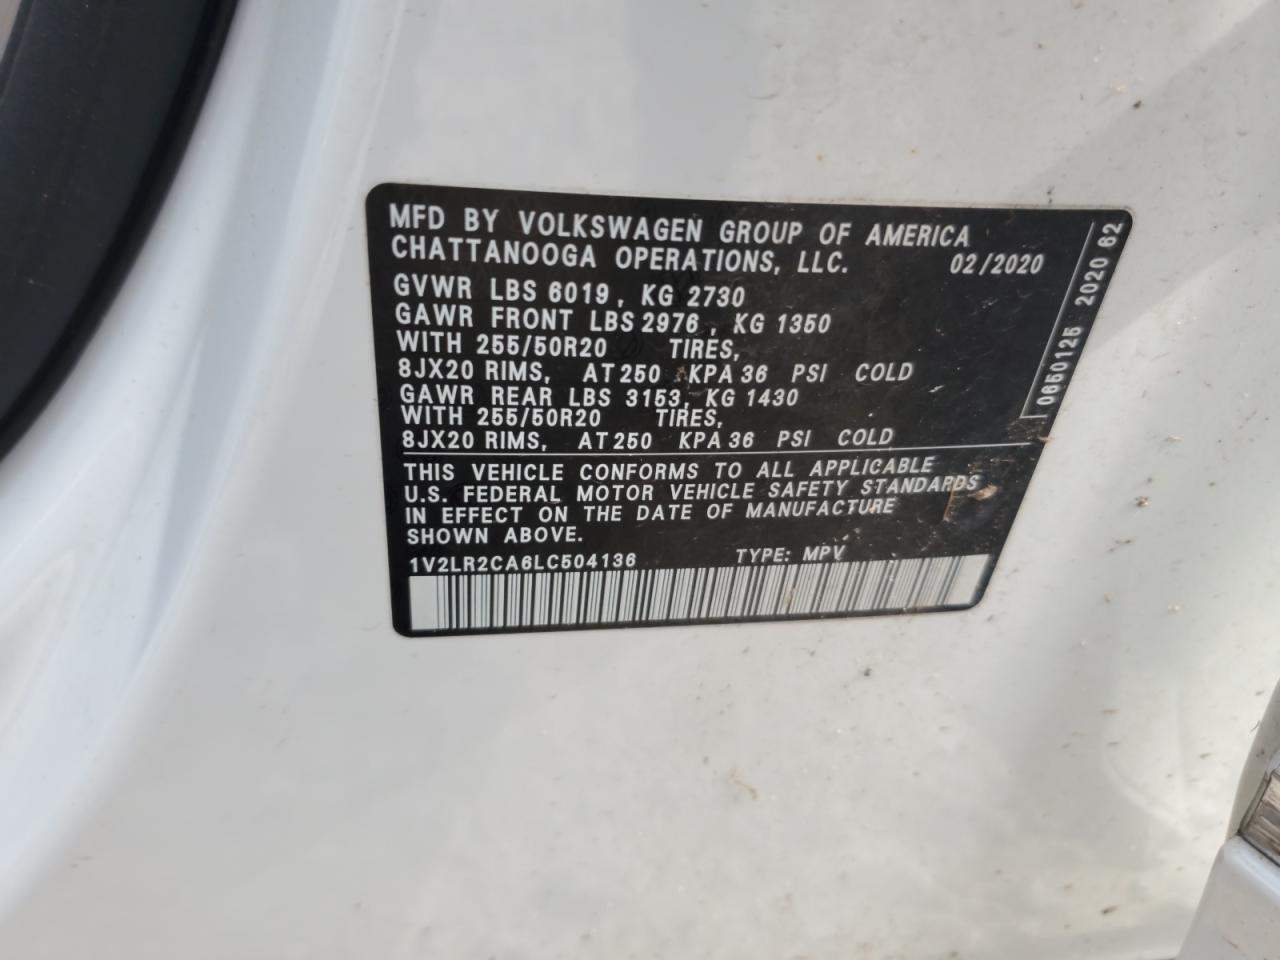 MFD BY VOLKSWAGEN GROUP OF AMERICA
CHATTANOOGA OPERATIONS, LLC. 02/2020
GVWR LBS 6019, KG 2730
GAWR FRONT LBS 2976, KG 1350
WITH 255/50R20 TIRES,
8JX20 RIMS, AT 250 KPA 36 PSI COLD
GAWR REAR LBS 3153, KG 1430
WITH 255/50R20 TIRES,
8JX20 RIMS, AT 250 KPA 36 PSI COLD
THIS VEHICLE CONFORMS TO ALL APPLICABLE
U.S. FEDERAL MOTOR VEHICLE SAFETY STANDARDS
IN EFFECT ON THE DATE OF MANUFACTURE
SHOWN ABOVE.
1V2LR2CA6LC504136 TYPE: MPV
0650125 2020 62